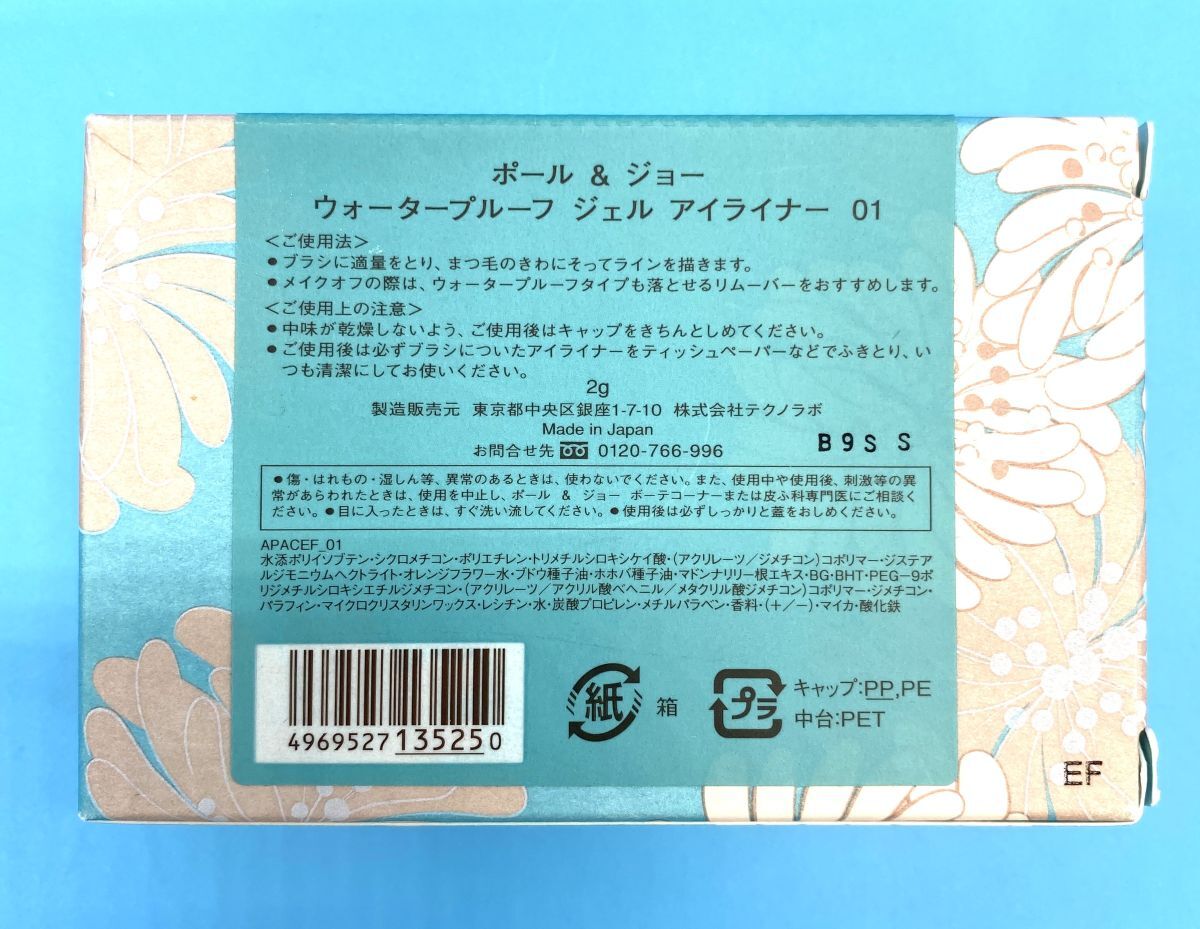 ポール & ジョー
ウォータープルーフ ジェル アイライナー 01
＜ご使用法＞
●ブラシに適量をとり、まつ毛のきわにそってラインを描きます。
●メイクオフの際は、ウォータープルーフタイプも落とせるリムーバーをおすすめします。
＜ご使用上の注意＞
●中味が乾燥しないよう、ご使用後はキャップをきちんとしめてください。
●ご使用後は必ずブラシについたアイライナーをティッシュペーパーなどでふきとり、い
つも清潔にしてお使いください。
2g
製造販売元 東京都中央区銀座1-7-10 株式会社テクノラボ
Made in Japan
お問合せ先 0120-766-996
B9S S
●傷・はれもの・湿しん等、異常のあるときは、使わないでください。また、使用中や使用後、刺激等の異
常があらわれたときは、使用を中止し、ポール & ジョー ボーテコーナーまたは皮ふ科専門医にご相談く
ださい。●目に入ったときは、すぐ洗い流してください。●使用後は必ずしっかりと蓋をおしめください。
APACEF_01
水添ポリイソブテン・シクロメチコン・ポリエチレン・トリメチルシロキシケイ酸・(アクリレーツ／ジメチコン)コポリマー・ジステア
ルジモニウムヘクトライト・オレンジフラワー水・ブドウ種子油・ホホバ種子油・マドンナリリー根エキス・BG・BHT・PEG－9ポ
リジメチルシロキシエチルジメチコン・(アクリレーツ／アクリル酸ベヘニル／メタクリル酸ジメチコン)コポリマー・ジメチコン・
パラフィン・マイクロクリスタリンワックス・レシチン・水・炭酸プロピレン・メチルパラベン・香料・(＋／－)・マイカ・酸化鉄
4969527135250
紙 箱
プラ キャップ:PP,PE
中台:PET
EF